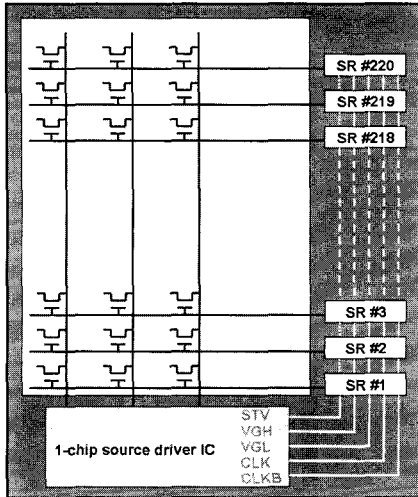 SR #220
SR #219
SR #218
SR #3
SR #2
SR #1
STV
VGH
1-chip source driver IC
VGL
CLK
CLKB